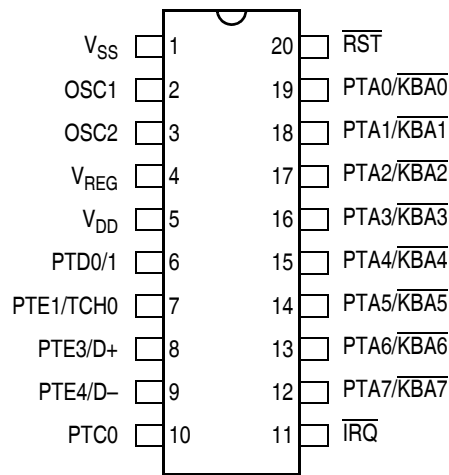 VSS 1 20 RST
OSC1 2 19 PTA0/KBA0
OSC2 3 18 PTA1/KBA1
VREG 4 17 PTA2/KBA2
VDD 5 16 PTA3/KBA3
PTD0/1 6 15 PTA4/KBA4
PTE1/TCH0 7 14 PTA5/KBA5
PTE3/D+ 8 13 PTA6/KBA6
PTE4/D– 9 12 PTA7/KBA7
PTC0 10 11 IRQ